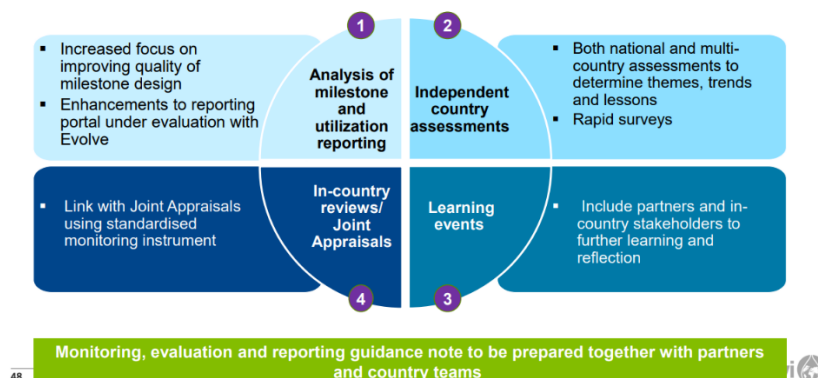 1
2
▪ Increased focus on
improving quality of
milestone design
▪ Enhancements to reporting
portal under evaluation with
Evolve
Analysis of
milestone
and
utilization
reporting
Independent
country
assessments
▪ Both national and multi-
country assessments to
determine themes, trends
and lessons
▪ Rapid surveys
▪ Link with Joint Appraisals
using standardised
monitoring instrument
In-country
reviews/
Joint
Appraisals
Learning
events
▪ Include partners and in-
country stakeholders to
further learning and
reflection
4
3
Monitoring, evaluation and reporting guidance note to be prepared together with partners
and country teams
48